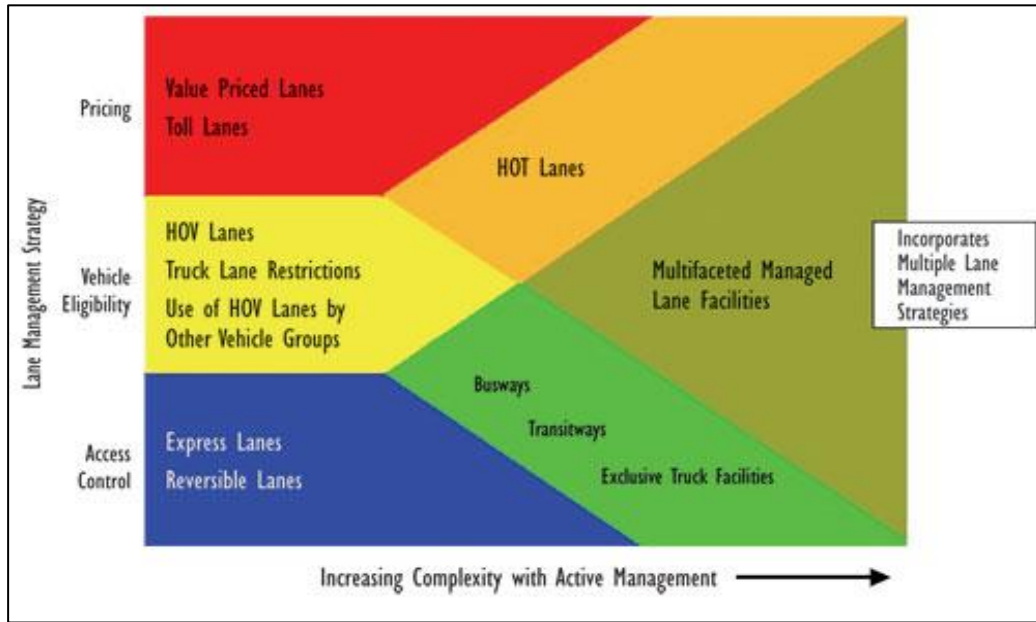 Lane Management Strategy
Pricing
Value Priced Lanes
Toll Lanes
HOT Lanes
Vehicle
Eligibility
HOV Lanes
Truck Lane Restrictions
Use of HOV Lanes by
Other Vehicle Groups
Multifaceted Managed
Lane Facilities
Incorporates
Multiple Lane
Management
Strategies
Access
Control
Express Lanes
Reversible Lanes
Busways
Transitways
Exclusive Truck Facilities
Increasing Complexity with Active Management